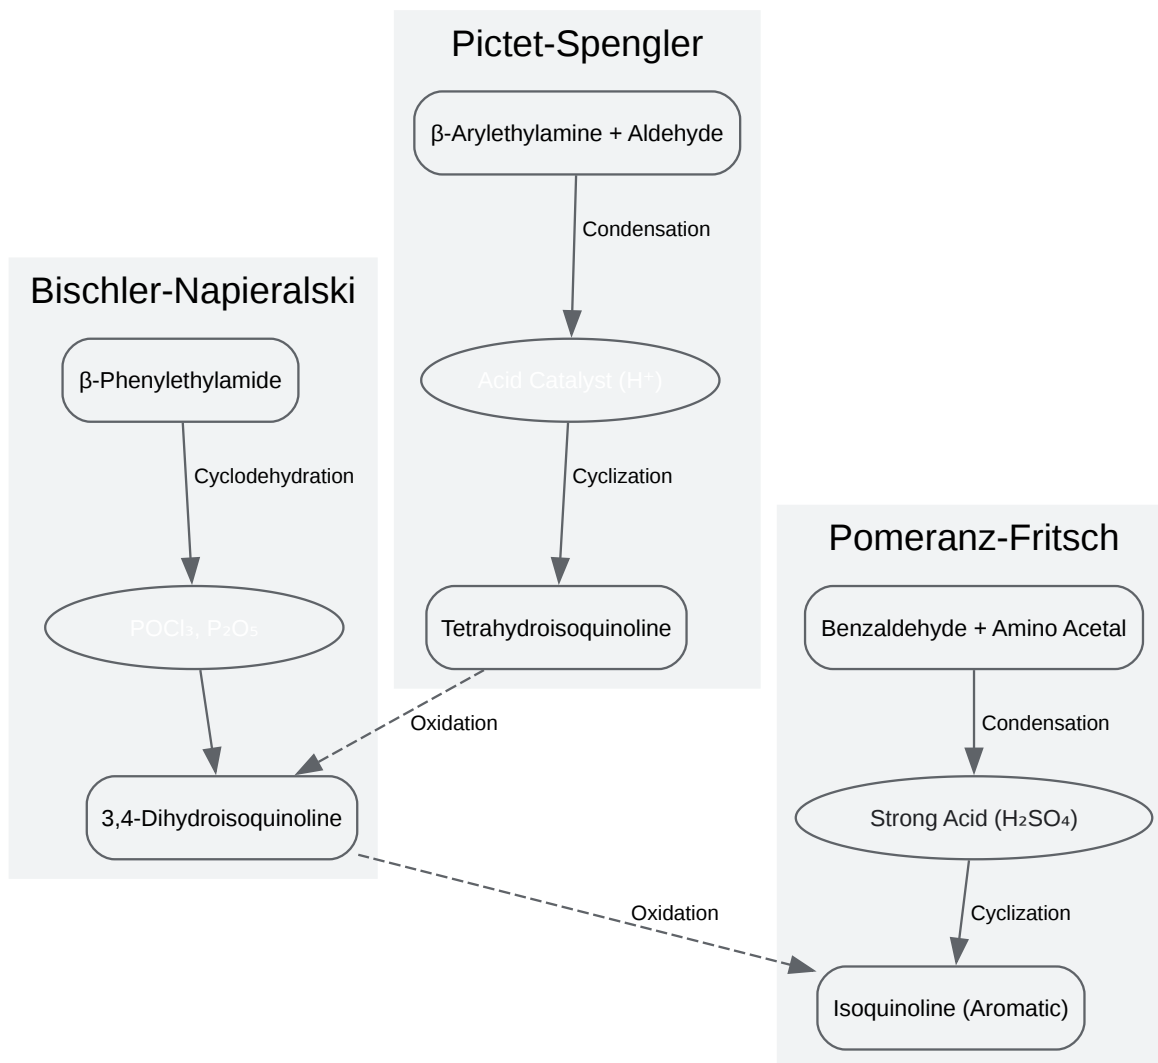 Pictet-Spengler
β-Arylethylamine + Aldehyde
Condensation
Acid Catalyst (H⁺)
Cyclization
Tetrahydroisoquinoline
Oxidation
Bischler-Napieralski
β-Phenylethylamide
Cyclodehydration
POCl₃, P₂O₅
3,4-Dihydroisoquinoline
Oxidation
Pomeranz-Fritsch
Benzaldehyde + Amino Acetal
Condensation
Strong Acid (H₂SO₄)
Cyclization
Isoquinoline (Aromatic)